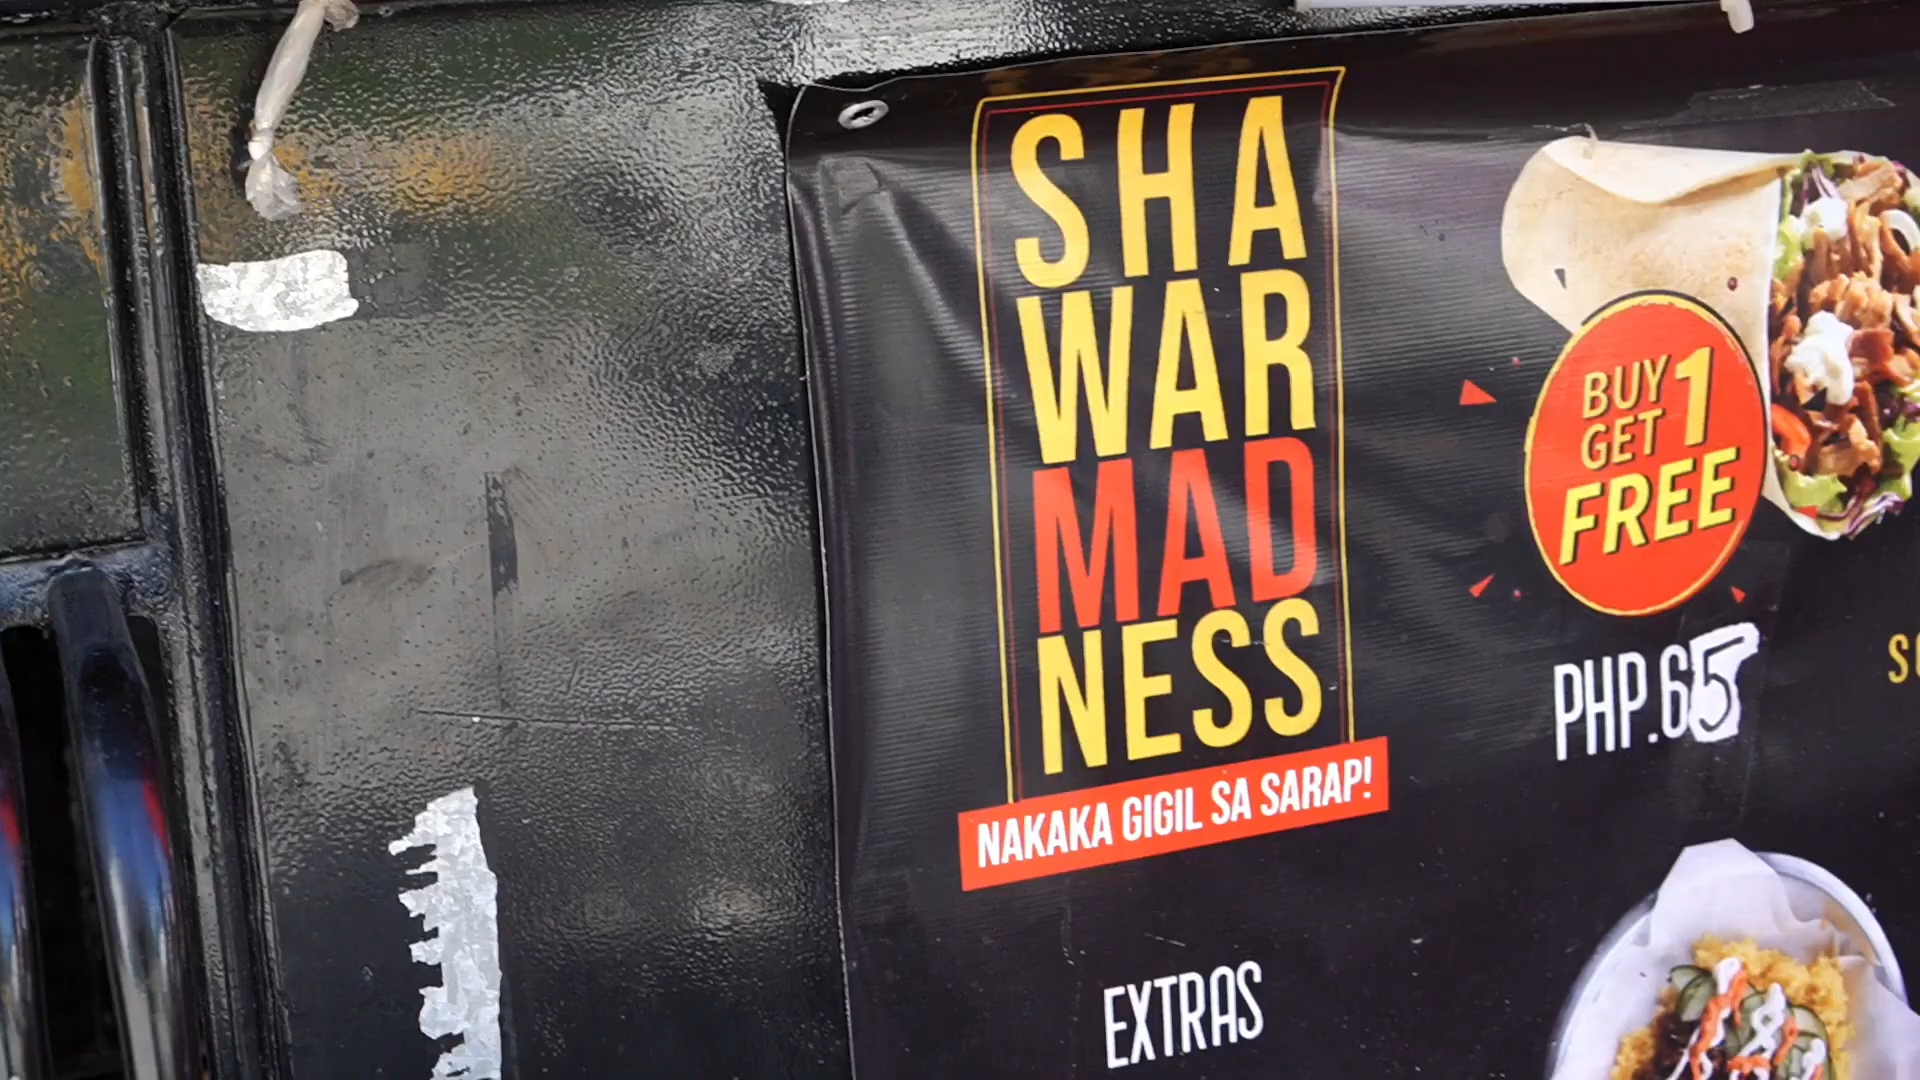 SHA
WAR
MAD
NESS
NAKAKA GIGIL SA SARAP!
BUY 1
GET
FREE
PHP.65
EXTRAS